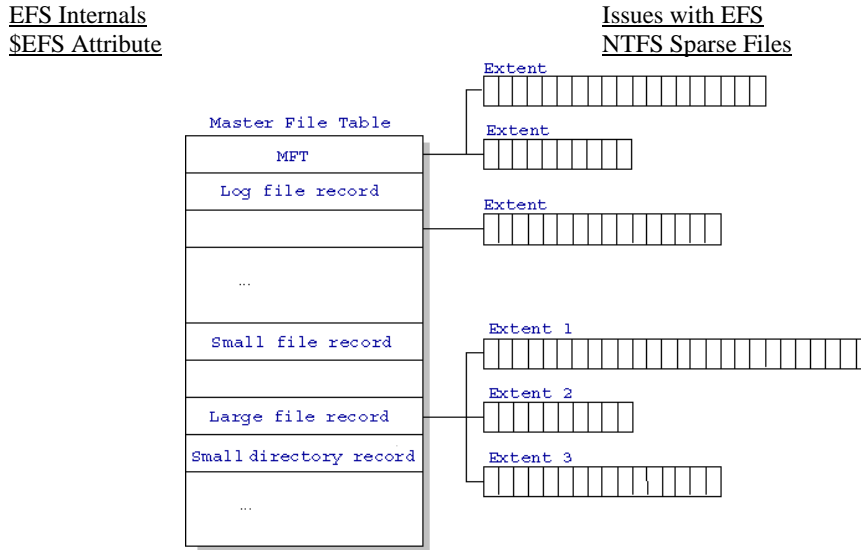 EFS Internals
$EFS Attribute
Issues with EFS
NTFS Sparse Files
Master File Table
MFT
Log file record
...
Small file record
Large file record
Small directory record
...
Extent
Extent
Extent
Extent 1
Extent 2
Extent 3